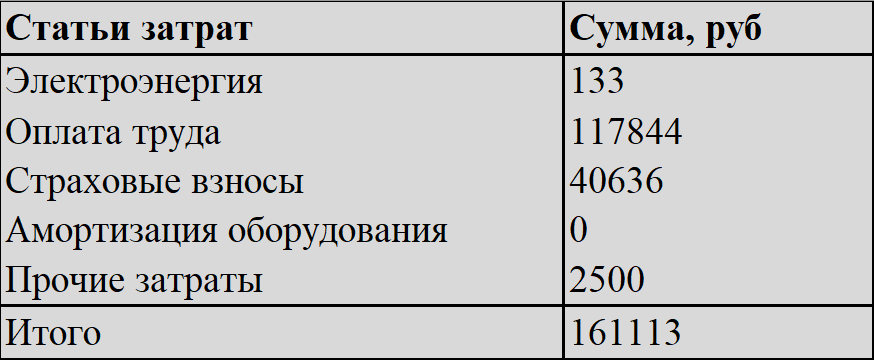 Статьи затрат Сумма, руб
Электроэнергия 133
Оплата труда 117844
Страховые взносы 40636
Амортизация оборудования 0
Прочие затраты 2500
Итого 161113